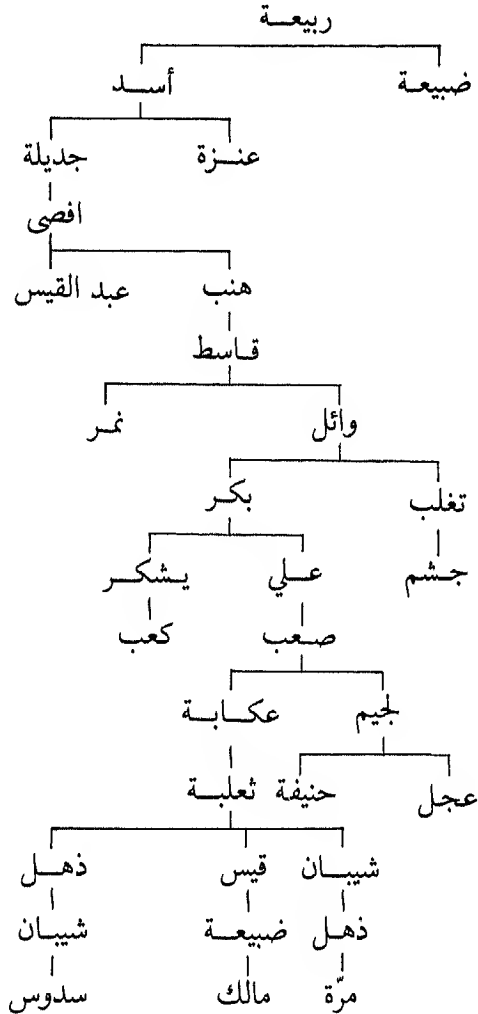 ربيعة
ضبيعة أسد
عنزة جديلة
افصى
هنب عبد القيس
قاسط
وائل نمر
تغلب بكر
جشم علي يشكر
صعب كعب
لجيم عكابة
عجل حنيفة ثعلبة
شيبان قيس ذهل
ذهل ضبيعة شيبان
مرّة مالك سدوس